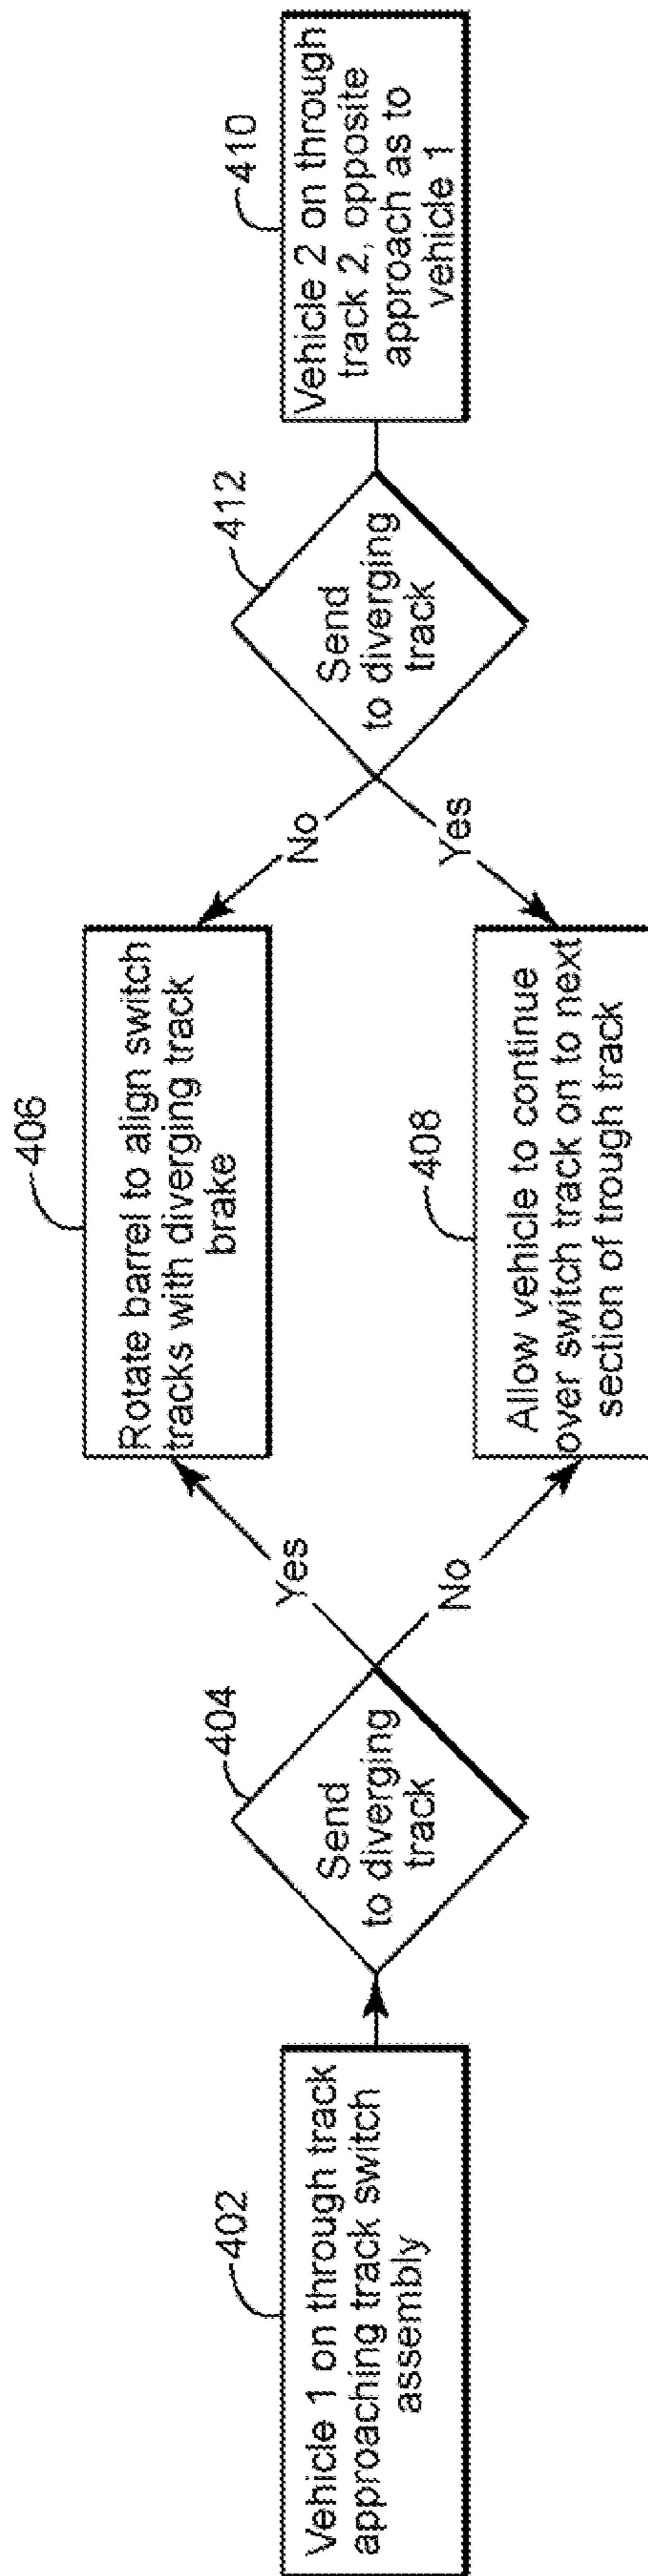 402
Vehicle 1 on through track
approaching track switch
assembly
404
Send
to diverging
track
Yes
No
406
Rotate barrel to align switch
tracks with diverging track
brake
408
Allow vehicle to continue
over switch track on to next
section of trough track
No
Yes
412
Send
to diverging
track
410
Vehicle 2 on through
track 2, opposite
approach as to
vehicle 1